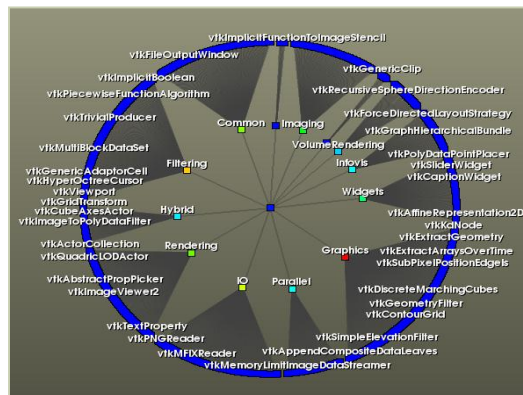 vtkImplicitFunctionToImageStencil
vtkFileOutputWindow
vtkGenericClip
vtkImplicitBoolean
vtkRecursiveSphereDirectionEncoder
vtkPiecewiseFunctionAlgorithm
vtkForceDirectedLayoutStrategy
vtkTrivialProducer
Common
Imaging
vtkGraphHierarchicalBundle
VolumeRendering
vtkMultiBlockDataSet
vtkPolyDataPointPlacer
Filtering
Infovis
vtkSliderWidget
vtkGenericAdaptorCell
vtkCaptionWidget
vtkHyperOctreeCursor
vtkViewport
Widgets
vtkGridTransform
vtkCubeAxesActor
Hybrid
vtkAffineRepresentation2D
vtkImageToPolyDataFilter
vtkKdNode
vtkExtractGeometry
vtkActorCollection
Rendering
Graphics
vtkExtractArraysOverTime
vtkQuadricLODActor
vtkSubPixelPositionEdgels
vtkAbstractPropPicker
IO
Parallel
vtkImageViewer2
vtkDiscreteMarchingCubes
vtkGeometryFilter
vtkContourGrid
vtkTextProperty
vtkPNGReader
vtkSimpleElevationFilter
vtkMFIXReader
vtkAppendCompositeDataLeaves
vtkMemoryLimitImageDataStreamer